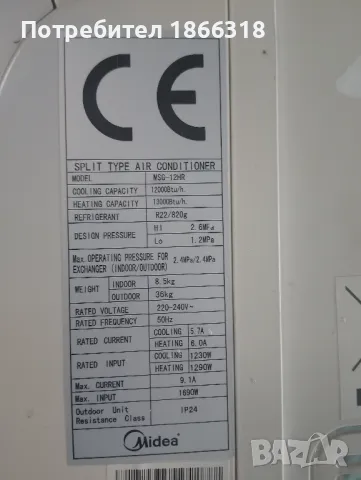 Потребител 1866318
CE
SPLIT TYPE AIR CONDITIONER
MODEL MSG-12HR
COOLING CAPACITY 12000Btu/h.
HEATING CAPACITY 13000Btu/h.
REFRIGERANT R22/820g
DESIGN PRESSURE Hi 2.6MPa
Lo 1.2MPa
Max. OPERATING PRESSURE FOR EXCHANGER (INDOOR/OUTDOOR) 2.4MPa/2.4MPa
WEIGHT INDOOR 8.5kg
OUTDOOR 36kg
RATED VOLTAGE 220-240V~
RATED FREQUENCY 50Hz
RATED CURRENT COOLING 5.7A
HEATING 6.0A
RATED INPUT COOLING 1230W
HEATING 1290W
Max. CURRENT 9.1A
Max. INPUT 1690W
Outdoor Unit Resistance Class IP24
Midea
bazar